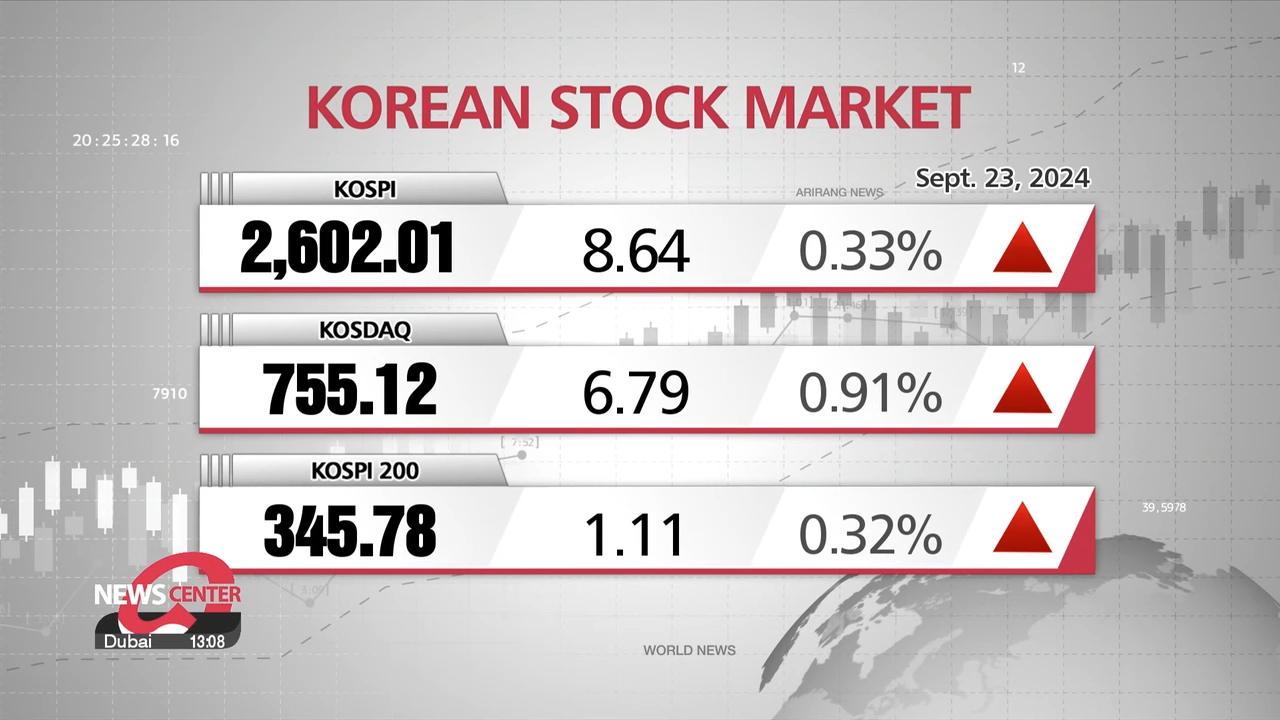 12
KOREAN STOCK MARKET
20:25:28:16
Sept. 23, 2024
ARIRANG NEWS
KOSPI
2,602.01 8.64 0.33%
KOSDAQ
755.12 6.79 0.91%
7910
[ 7:52]
KOSPI 200
345.78 1.11 0.32%
39,5978
NEWS CENTER
Dubai 13:08
WORLD NEWS